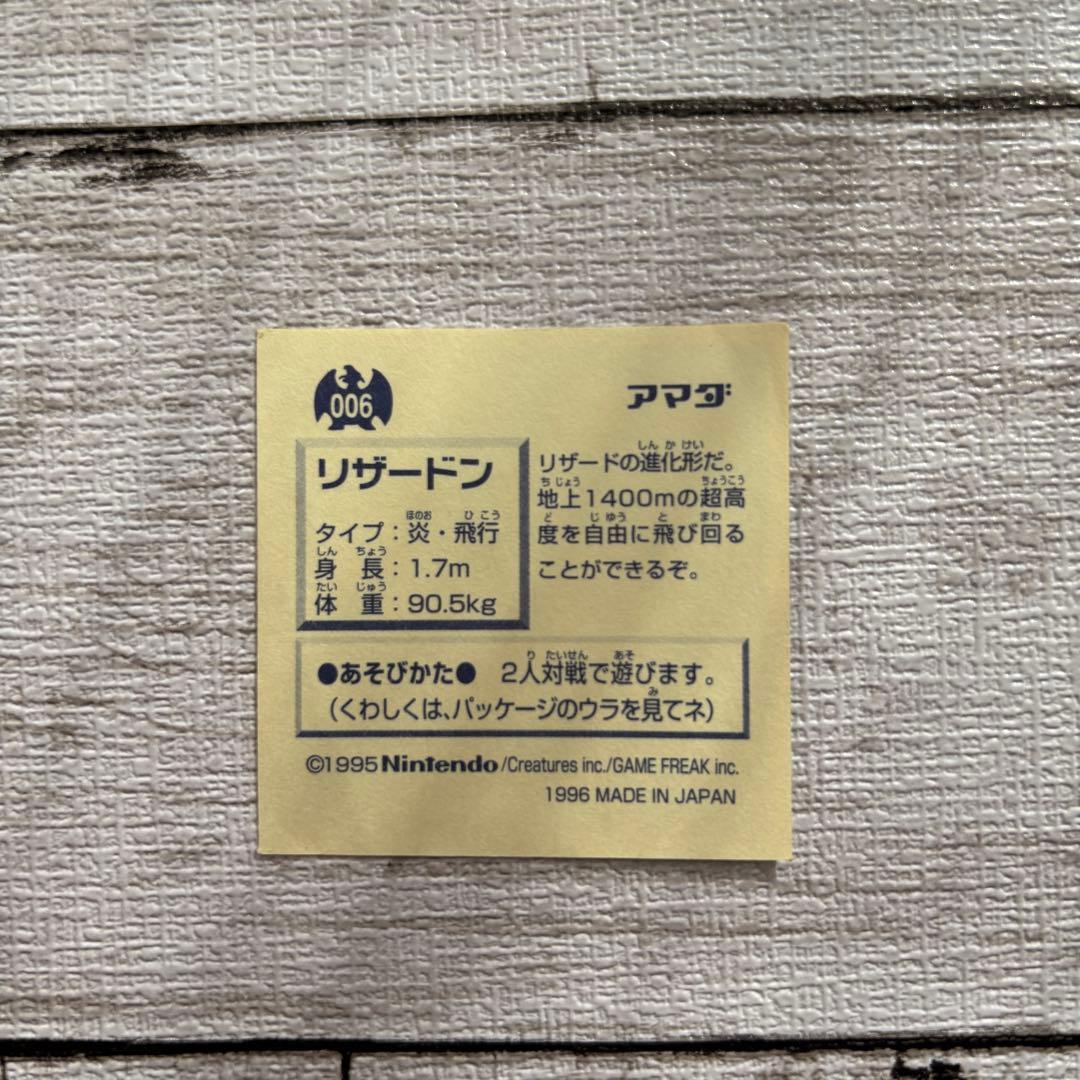 006
アマダ
リザードン
タイプ：炎・飛行
身長：1.7m
体重：90.5kg
リザードの進化形だ。
地上1400mの超高
度を自由に飛び回る
ことができるぞ。
●あそびかた●　2人対戦で遊びます。
（くわしくは、パッケージのウラを見てネ）
©1995 Nintendo/Creatures inc./GAME FREAK inc.
1996 MADE IN JAPAN